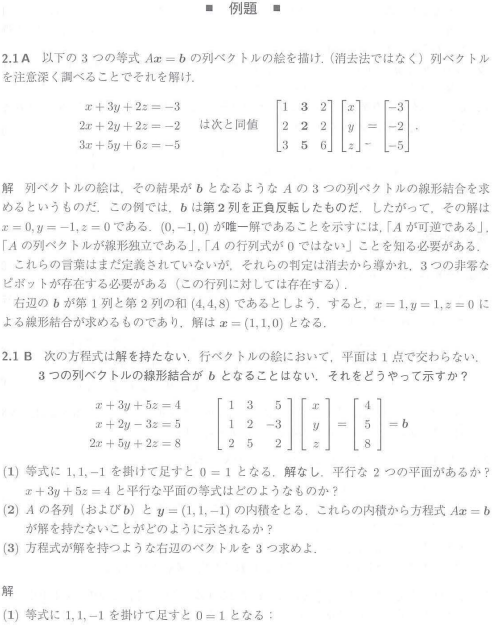 ■ 例題 ■
2.1 A 以下の 3 つの等式 Ax = b の列ベクトルの絵を描け.(消去法ではなく) 列ベクトル
を注意深く調べることでそれを解け.
x + 3y + 2z = −3
2x + 2y + 2z = −2 は次と同値 [1 3 2; 2 2 2; 3 5 6] [x; y; z] = [−3; −2; −5].
3x + 5y + 6z = −5
解 列ベクトルの絵は, その結果が b となるような A の 3 つの列ベクトルの線形結合を求
めるというものだ. この例では, b は第 2 列を正負反転したものだ. したがって, その解は
x = 0, y = −1, z = 0 である. (0, −1, 0) が唯一解であることを示すには,「A が可逆である」,
「A の列ベクトルが線形独立である」,「A の行列式が 0 ではない」ことを知る必要がある.
これらの言葉はまだ定義されていないが, それらの判定は消去から導かれ, 3 つの非零な
ピボットが存在する必要がある (この行列に対しては存在する).
右辺の b が第 1 列と第 2 列の和 (4, 4, 8) であるとしよう. すると, x = 1, y = 1, z = 0 に
よる線形結合が求めるものであり, 解は x = (1, 1, 0) となる.
2.1 B 次の方程式は解を持たない. 行ベクトルの絵において, 平面は 1 点で交わらない.
3 つの列ベクトルの線形結合が b となることはない. それをどうやって示すか?
x + 3y + 5z = 4
x + 2y − 3z = 5 [1 3 5; 1 2 −3; 2 5 2] [x; y; z] = [4; 5; 8] = b
2x + 5y + 2z = 8
(1) 等式に 1, 1, −1 を掛けて足すと 0 = 1 となる. 解なし. 平行な 2 つの平面があるか?
x + 3y + 5z = 4 と平行な平面の等式はどのようなものか?
(2) A の各列 (および b) と y = (1, 1, −1) の内積をとる. これらの内積から方程式 Ax = b
が解を持たないことがどのように示されるか?
(3) 方程式が解を持つような右辺のベクトルを 3 つ求めよ.
解
(1) 等式に 1, 1, −1 を掛けて足すと 0 = 1 となる: